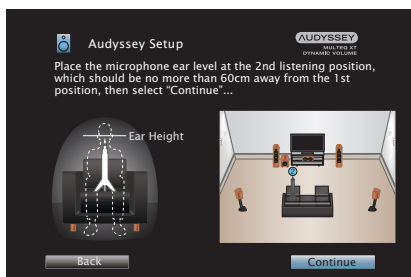 Audyssey Setup
AUDYSSEY
MULTEQ XT
DYNAMIC VOLUME
Place the microphone ear level at the 2nd listening position,
which should be no more than 60cm away from the 1st
position, then select “Continue”...
Ear Height
2
Back
Continue